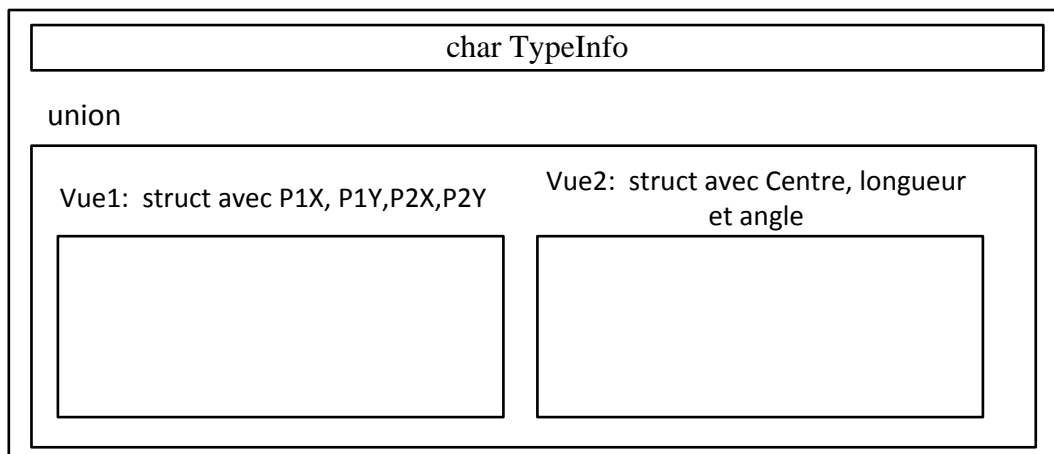 char TypeInfo
union
Vue1: struct avec P1X, P1Y,P2X,P2Y
Vue2: struct avec Centre, longueur
et angle